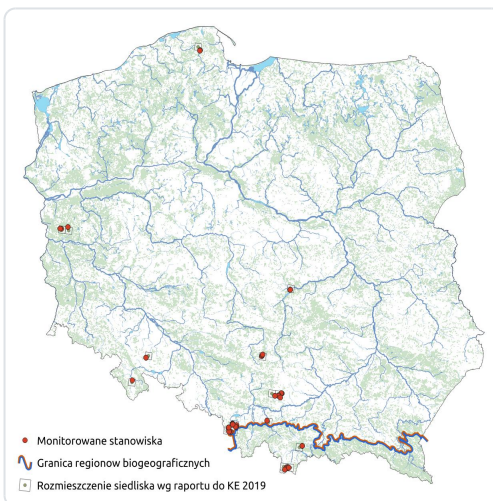 Monitorowane stanowiska
Granica regionow biogeograficznych
Rozmieszczenie siedliska wg raportu do KE 2019